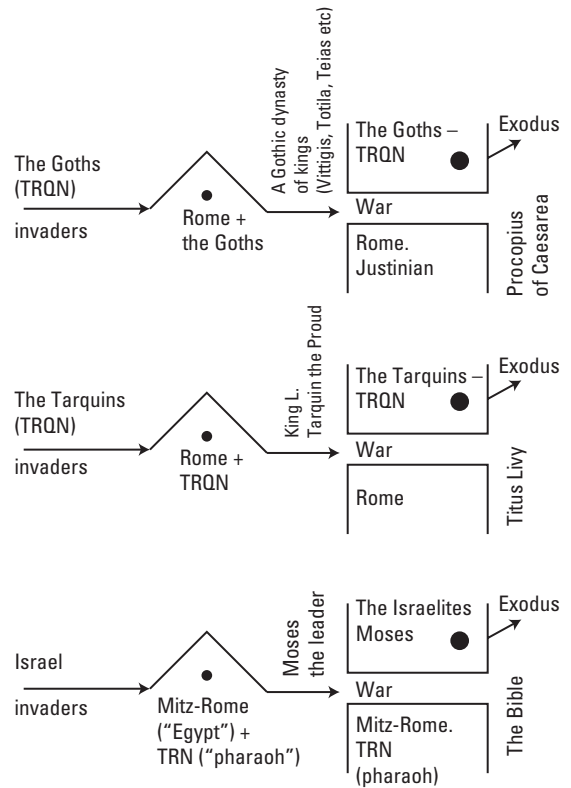 The Goths
(TRQN)
invaders
Rome +
the Goths
A Gothic dynasty
of kings
(Vittigis, Totila, Teias etc)
The Goths –
TRQN
Exodus
War
Rome.
Justinian
Procopius
of Caesarea
The Tarquins
(TRQN)
invaders
Rome +
TRQN
King L.
Tarquin the Proud
The Tarquins –
TRQN
Exodus
War
Rome
Titus Livy
Israel
invaders
Mitz-Rome
(“Egypt”) +
TRN (“pharaoh”)
Moses
the leader
The Israelites
Moses
Exodus
War
Mitz-Rome.
TRN
(pharaoh)
The Bible